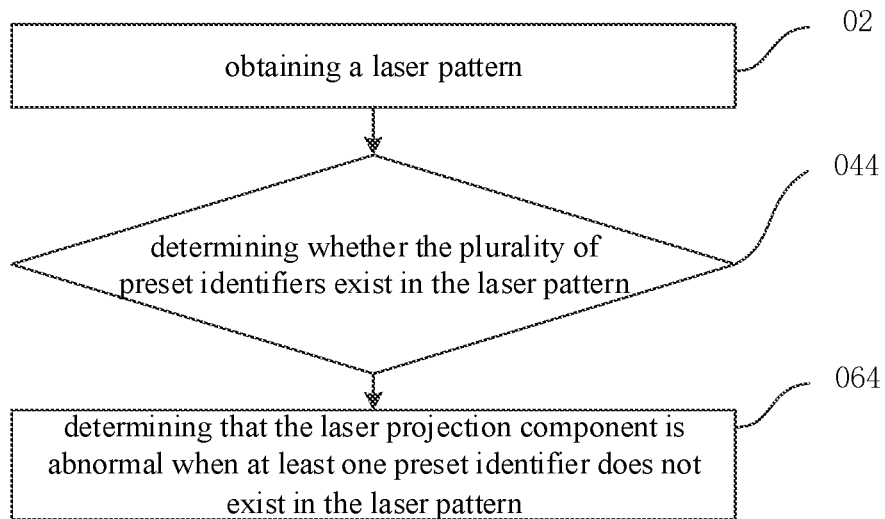 02
obtaining a laser pattern
044
determining whether the plurality of
preset identifiers exist in the laser pattern
064
determining that the laser projection component is
abnormal when at least one preset identifier does not
exist in the laser pattern